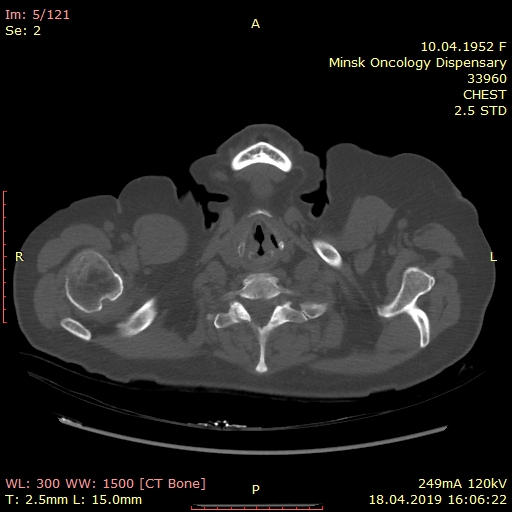 Im: 5/121
Se: 2
A
10.04.1952 F
Minsk Oncology Dispensary
33960
CHEST
2.5 STD
R
L
WL: 300 WW: 1500 [CT Bone]
T: 2.5mm L: 15.0mm
P
249mA 120kV
18.04.2019 16:06:22